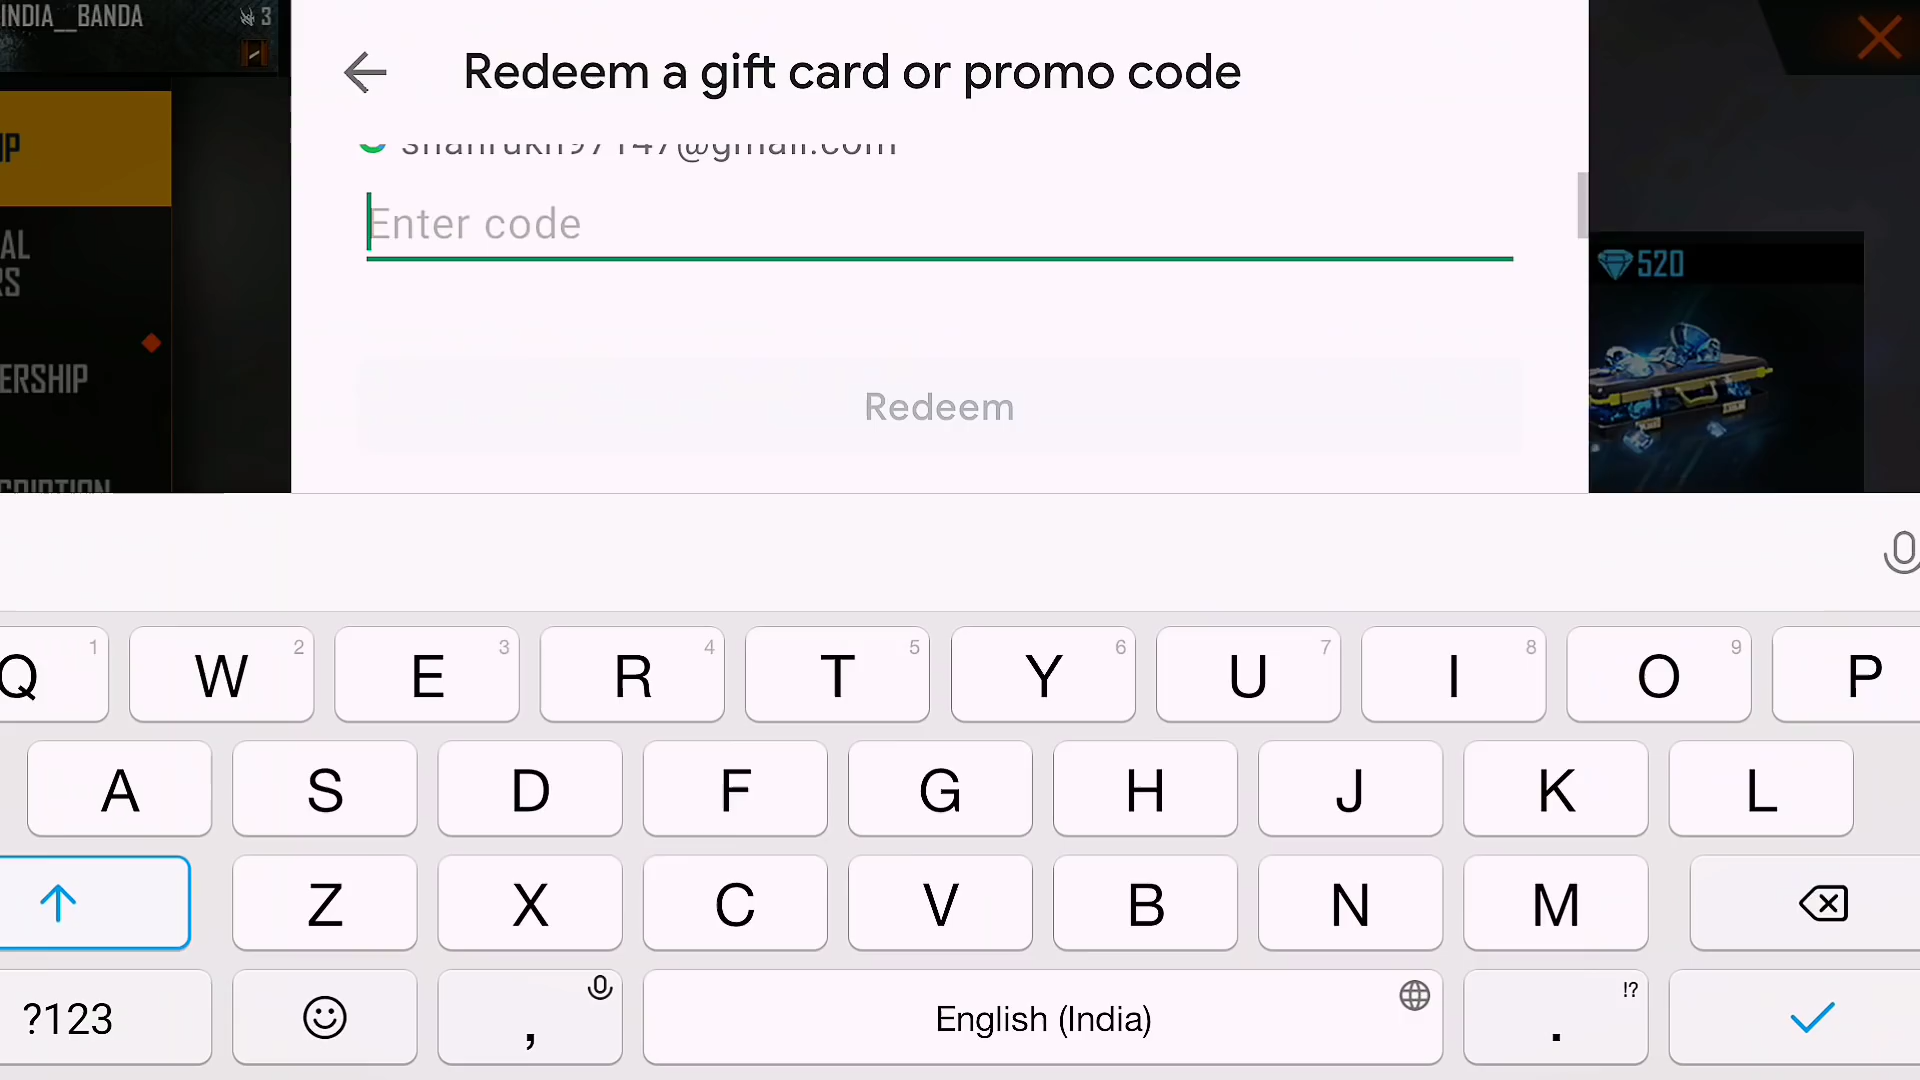 INDIA__BANDA
3
Redeem a gift card or promo code
Enter code
520
ERSHIP
Redeem
Q 1 W 2 E 3 R 4 T 5 Y 6 U 7 I 8 O 9 P
A S D F G H J K L
Z X C V B N M
?123 , English (India) . !?